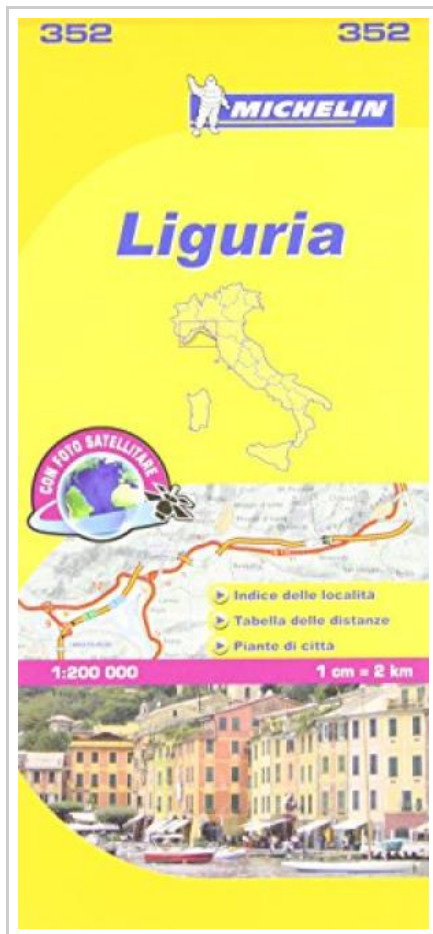 352 352
MICHELIN
Liguria
CON FOTO SATELLITARE
Indice delle località
Tabella delle distanze
Piante di città
1:200 000 1 cm = 2 km